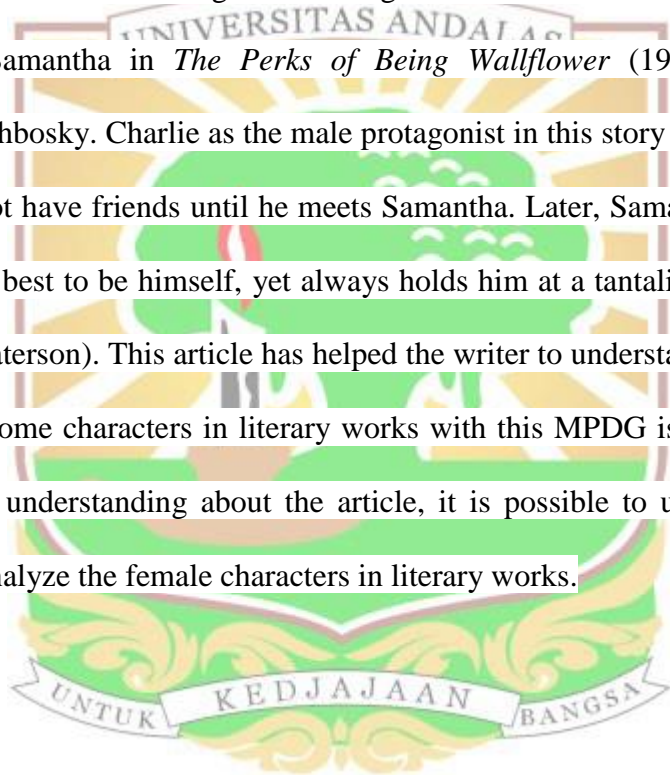 UNIVERSITAS ANDALAS
Samantha in The Perks of Being Wallflower (19
hbosky. Charlie as the male protagonist in this story
ot have friends until he meets Samantha. Later, Sama
best to be himself, yet always holds him at a tantali
aterson). This article has helped the writer to understa
ome characters in literary works with this MPDG is
understanding about the article, it is possible to u
nalyze the female characters in literary works.
UNTUK KEDJAJAAN BANGSA